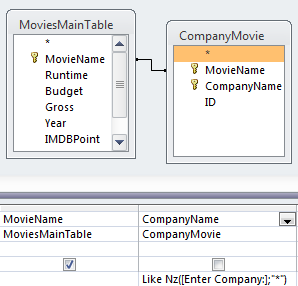 MoviesMainTable
*
MovieName
Runtime
Budget
Gross
Year
IMDBPoint
CompanyMovie
*
MovieName
CompanyName
ID
MovieName CompanyName
MoviesMainTable CompanyMovie
Like Nz([Enter Company:];"*")